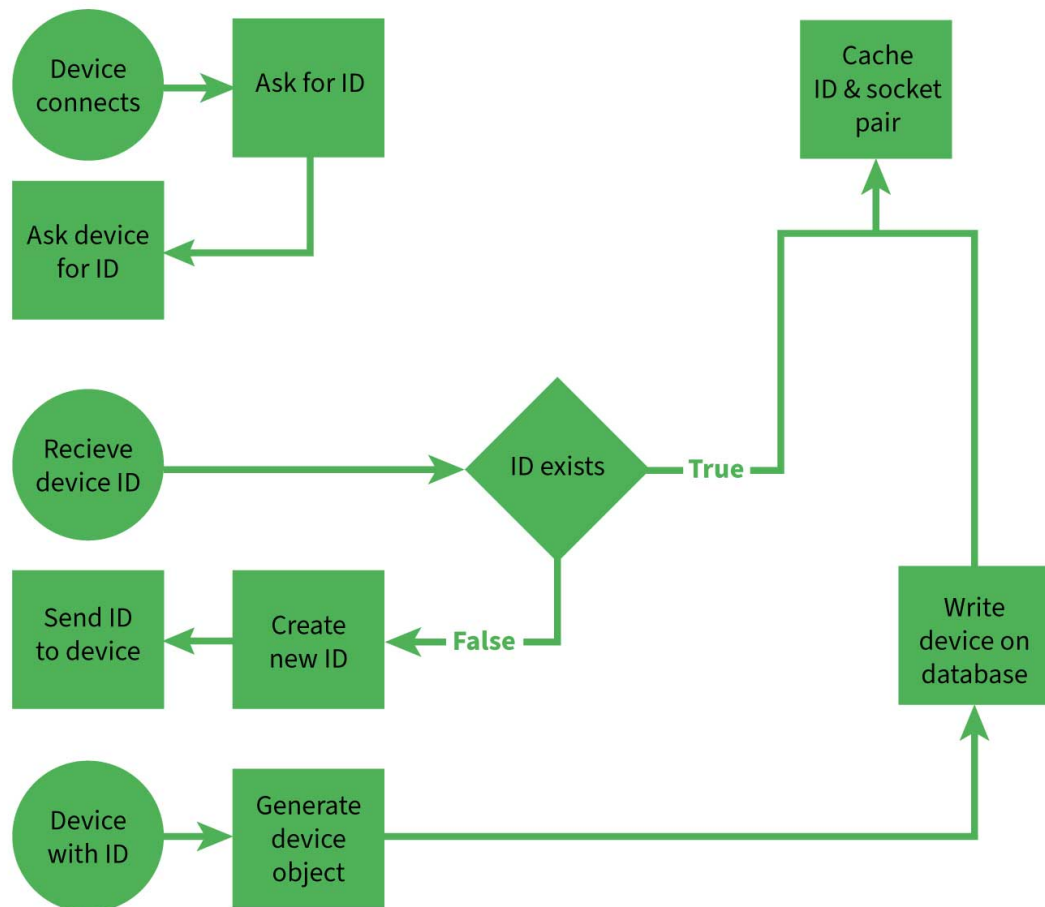 Device
connects
Ask for ID
Cache
ID & socket
pair
Ask device
for ID
Recieve
device ID
ID exists
True
Send ID
to device
Create
new ID
False
Write
device on
database
Device
with ID
Generate
device
object